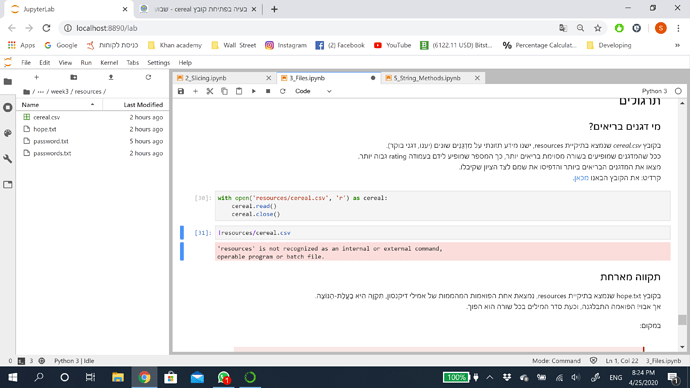 JupyterLab
בעיה בפתיחת קובץ cereal - שבוע
localhost:8890/lab
Apps
Google
כניסת לקוחות
Khan academy
Wall Street
Instagram
(2) Facebook
YouTube
(6122.11 USD) Bitst...
Percentage Calculat...
Developing
File Edit View Run Kernel Tabs Settings Help
2_Slicing.ipynb
3_Files.ipynb
5_String_Methods.ipynb
Code
Python 3
/ ··· / week3 / resources /
Name
Last Modified
cereal.csv 2 hours ago
hope.txt 2 hours ago
password.txt 5 hours ago
passwords.txt 2 hours ago
תרגולים
מי דגנים בריאים?
בקובץ cereal.csv שנמצא בתיקיית resources, ישנו מידע תזונתי על מִדְגָּנִים שונים (יענו, דגני בוקר).
ככל שהמדגנים שמופיעים בשורה מסוימת בריאים יותר, כך המספר שמופיע לידם בעמודה rating גבוה יותר.
מצאו את המדגנים הבריאים ביותר והדפיסו את שמם לצד הציון שקיבלו.
קרדיט: את הקובץ הבאנו מכאן.
[30]: with open('resources/cereal.csv', 'r') as cereal:
cereal.read()
cereal.close()
[31]: !resources/cereal.csv
'resources' is not recognized as an internal or external command,
operable program or batch file.
תקווה מארחת
בקובץ hope.txt שנמצא בתיקיית resources, נמצאת אחת הפואמות המהממות של אמילי דיקנסון, תִּקְוָה הִיא בַּעֲלַת-הַנּוֹצָה.
אך אבוי! הפואמה התבלגנה, וכעת סדר המילים בכל שורה הוא הפוך.
במקום:
0
3
Python 3 | Idle
Mode: Command
Ln 1, Col 22
3_Files.ipynb
100%
ENG
8:24 PM
4/25/2020